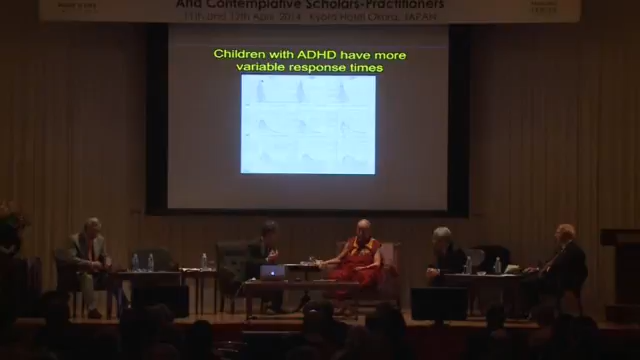 And Contemplative Scholars-Practitioners
11th and 12th April 2014 - Kyoto Hotel Okura, JAPAN
Children with ADHD have more
variable response times